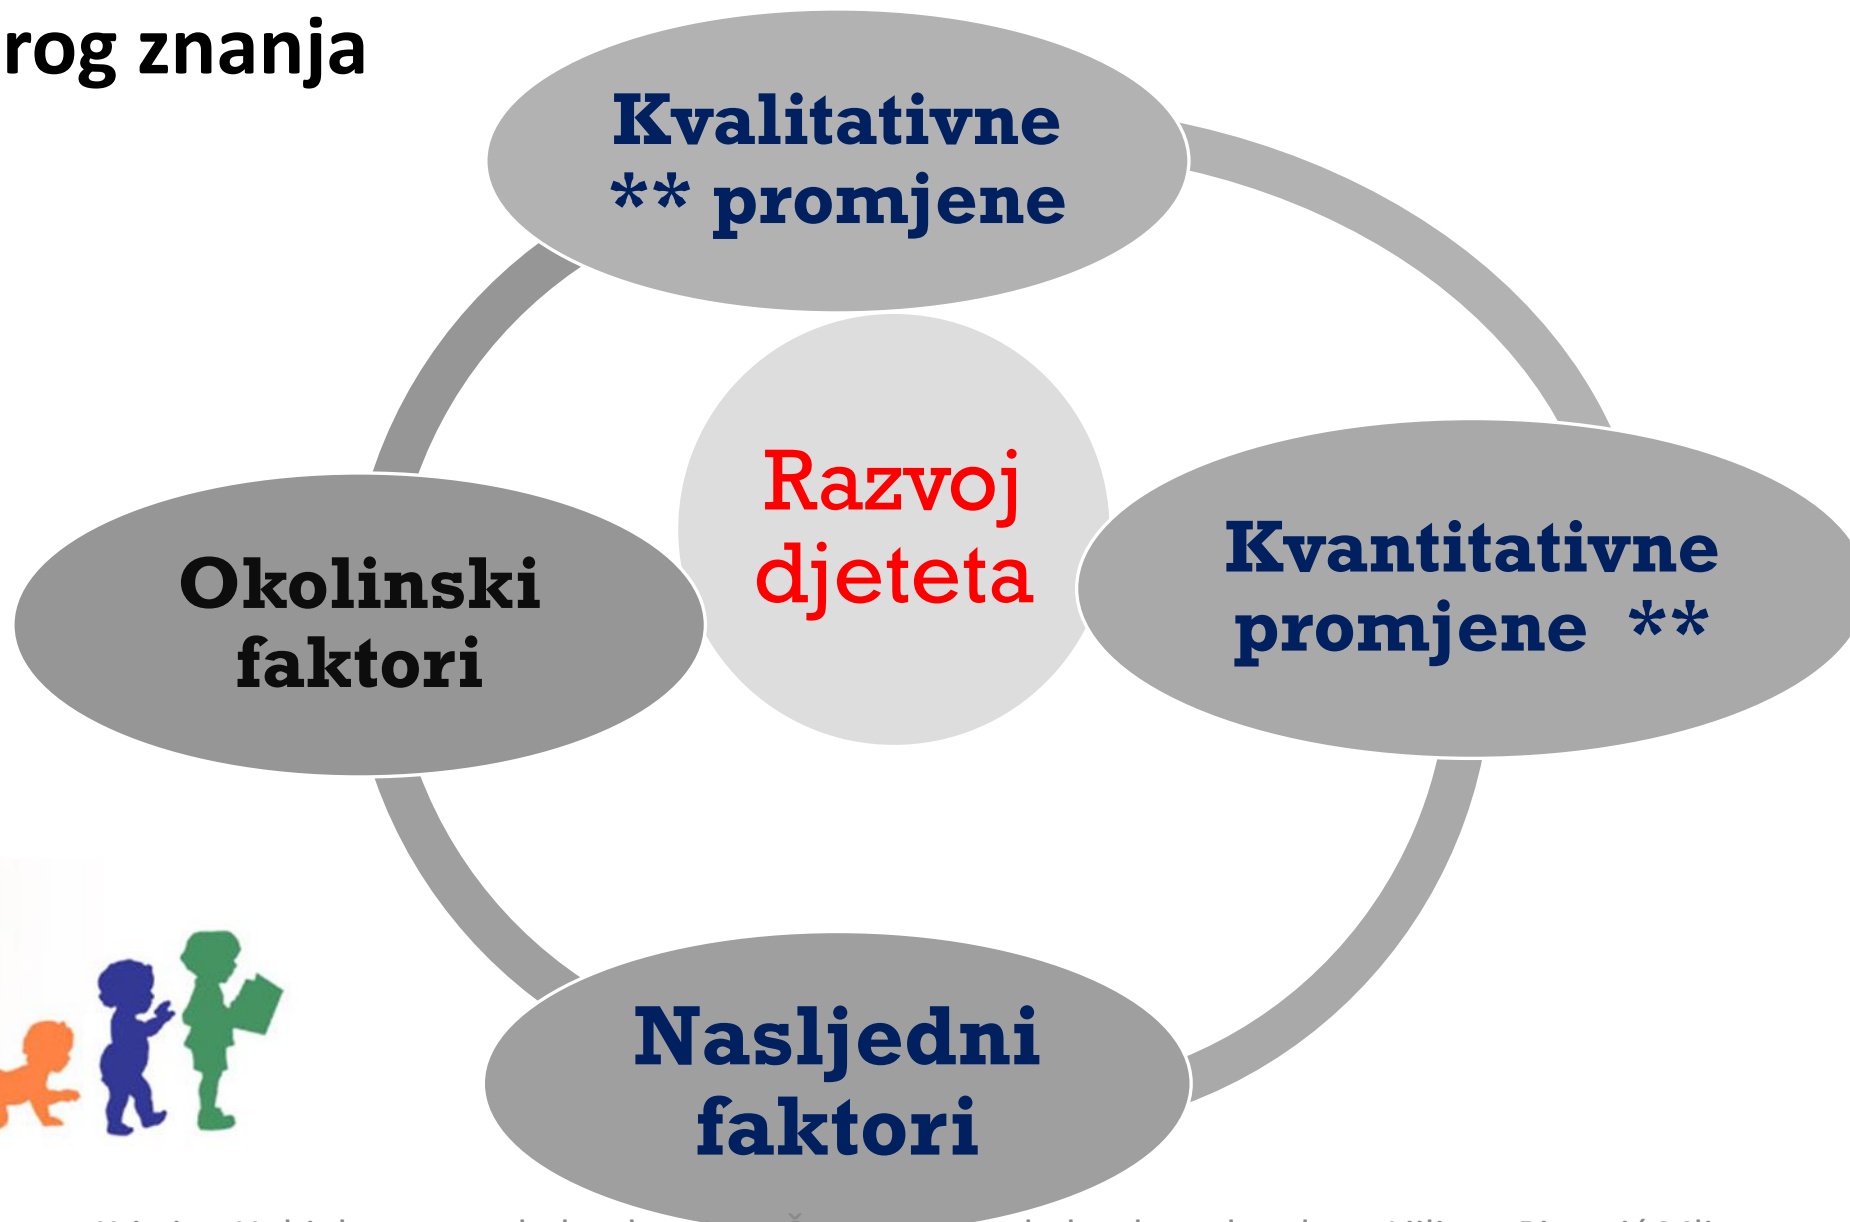 rog znanja
Kvalitativne
** promjene
Razvoj
djeteta
Kvantitativne
promjene **
Okolinski
faktori
Nasljedni
faktori